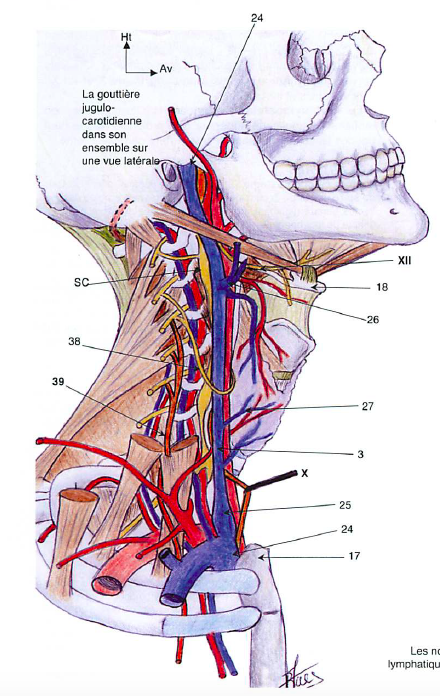 24
Ht
Av
La gouttière
jugulo-
carotidienne
dans son
ensemble sur
une vue latérale
XII
SC
18
26
38
39
27
3
X
25
24
17
Les no
lymphatiqu